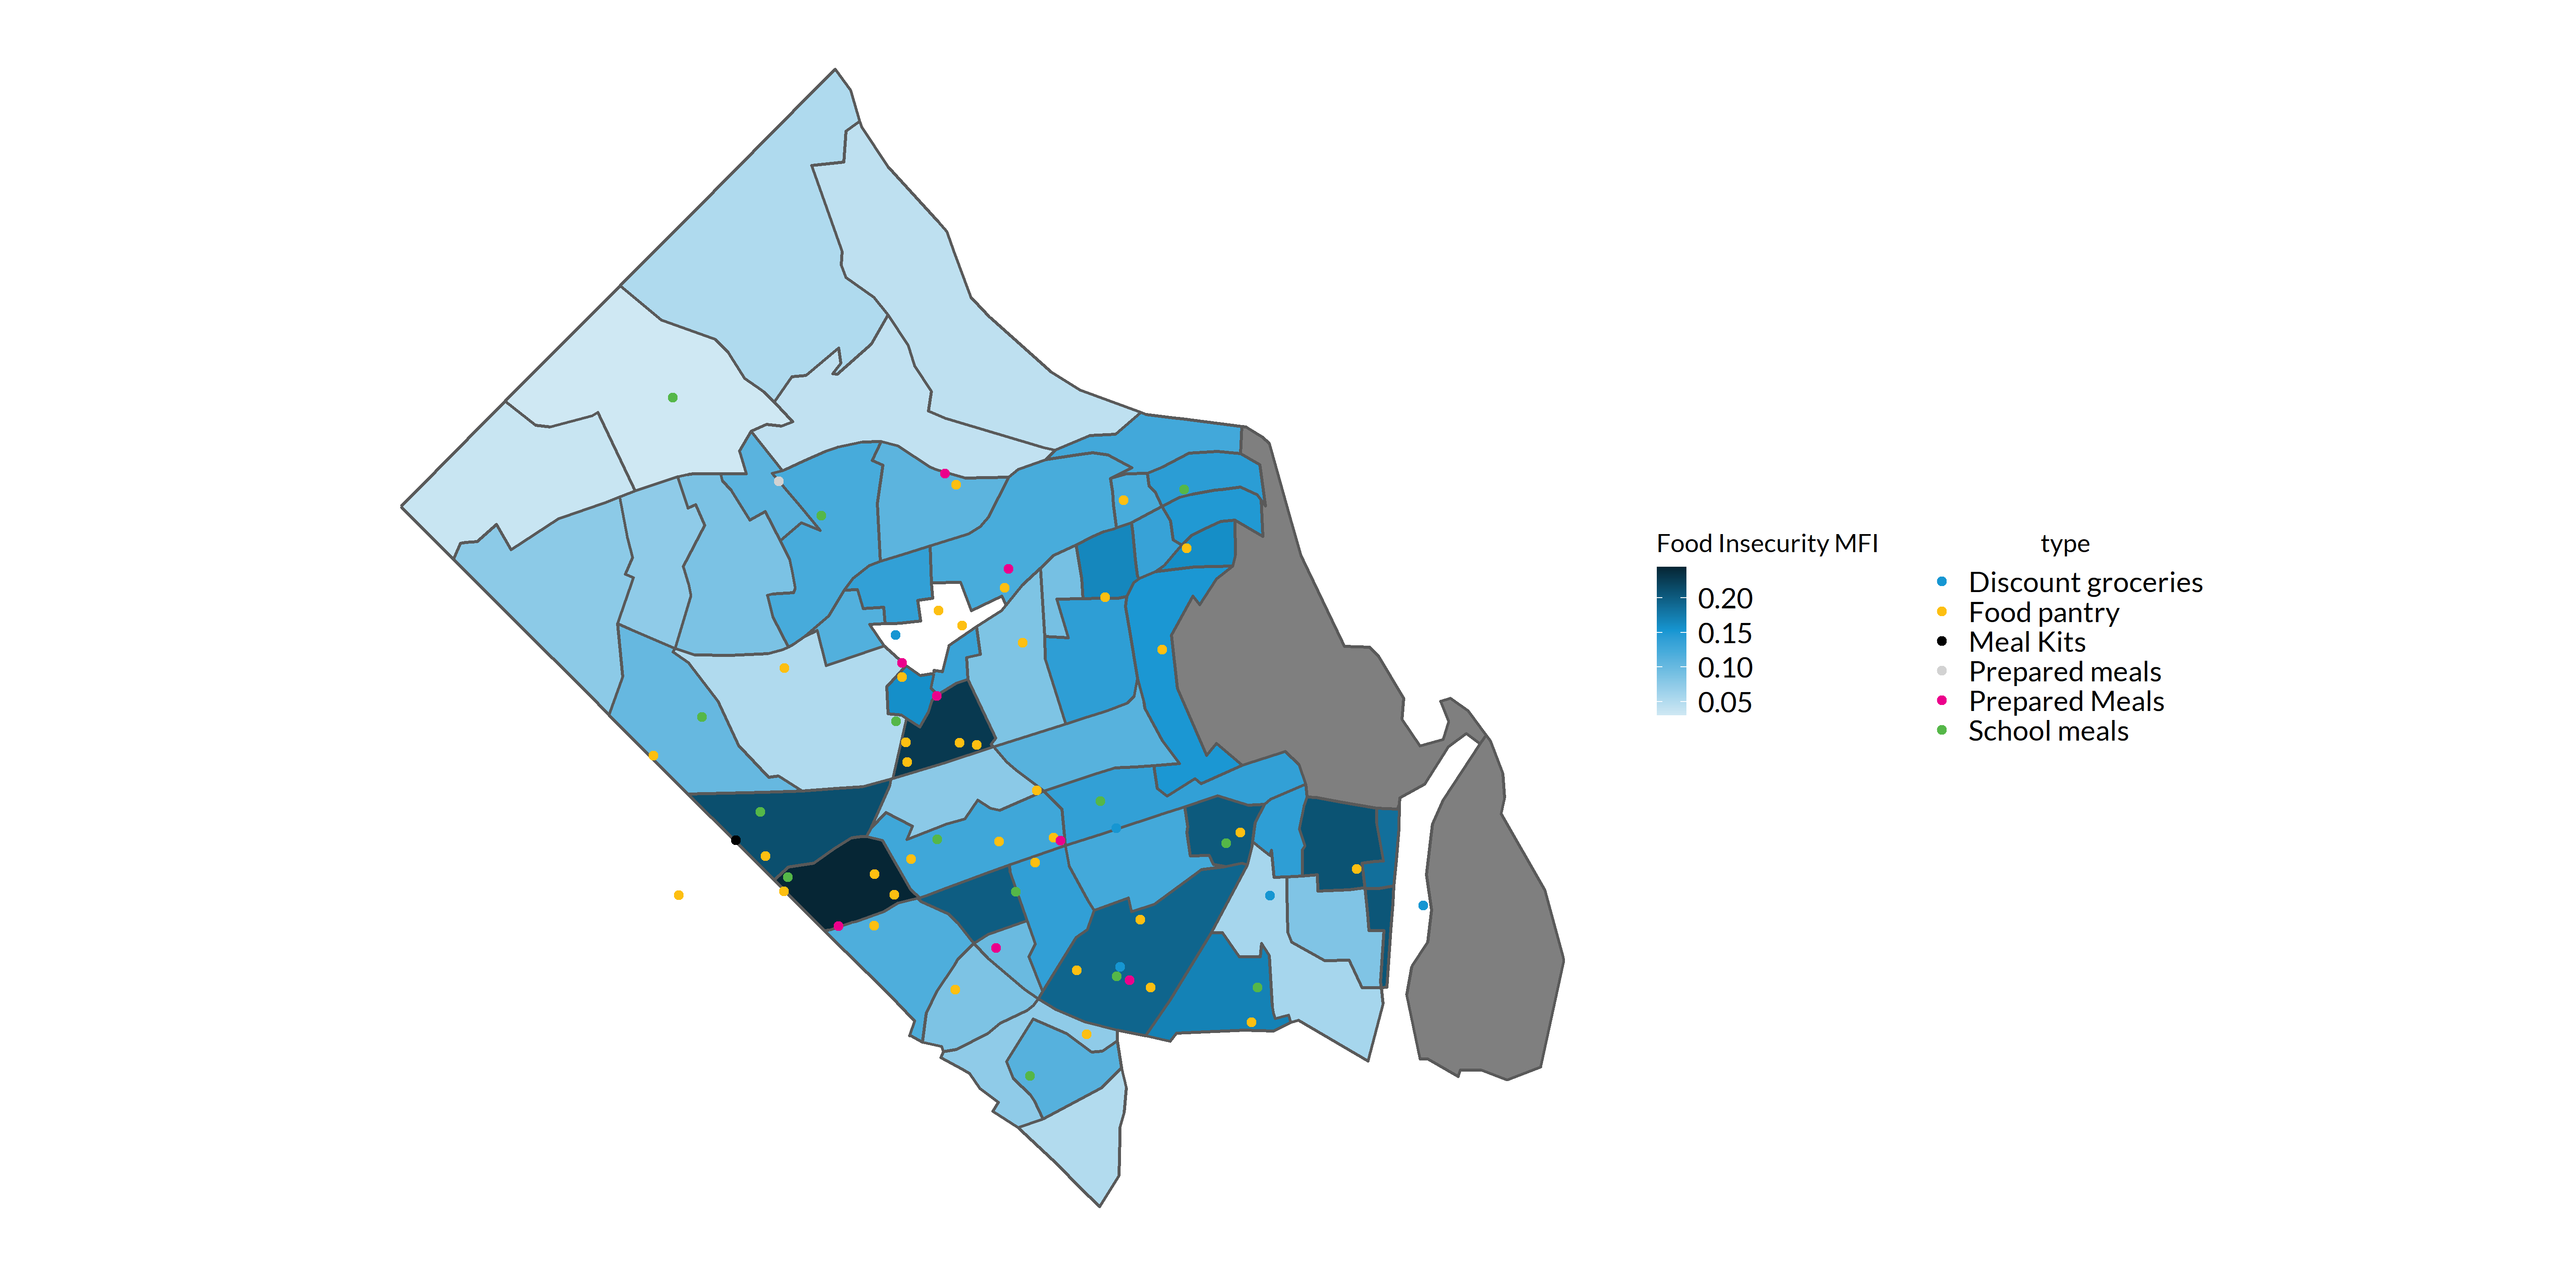 Food Insecurity MFI
0.20
0.15
0.10
0.05
type
Discount groceries
Food pantry
Meal Kits
Prepared meals
Prepared Meals
School meals